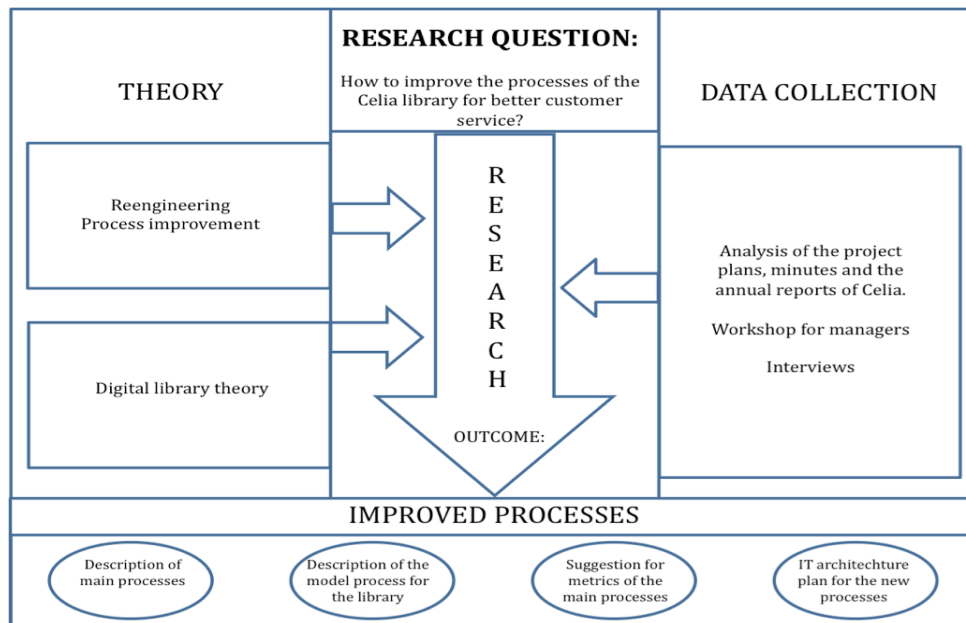 RESEARCH QUESTION:
How to improve the processes of the
Celia library for better customer
service?
THEORY
Reengineering
Process improvement
Digital library theory
R
E
S
E
A
R
C
H
OUTCOME:
DATA COLLECTION
Analysis of the project
plans, minutes and the
annual reports of Celia.
Workshop for managers
Interviews
IMPROVED PROCESSES
Description of
main processes
Description of the
model process for
the library
Suggestion for
metrics of the
main processes
IT architechture
plan for the new
processes